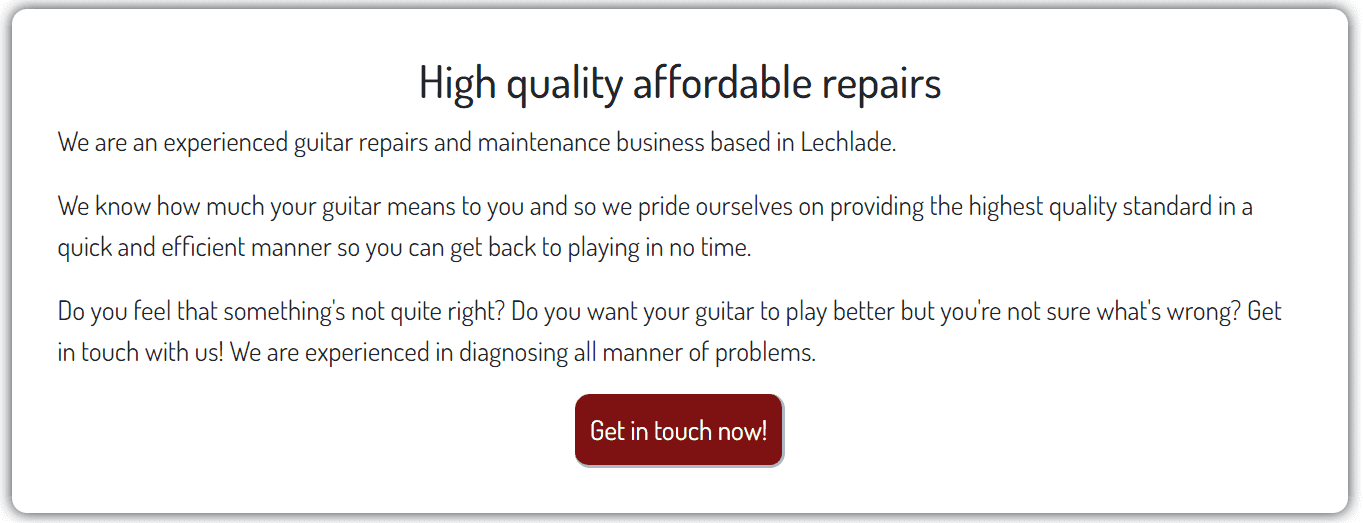 High quality affordable repairs
We are an experienced guitar repairs and maintenance business based in Lechlade.
We know how much your guitar means to you and so we pride ourselves on providing the highest quality standard in a
quick and efficient manner so you can get back to playing in no time.
Do you feel that something's not quite right? Do you want your guitar to play better but you're not sure what's wrong? Get
in touch with us! We are experienced in diagnosing all manner of problems.
Get in touch now!